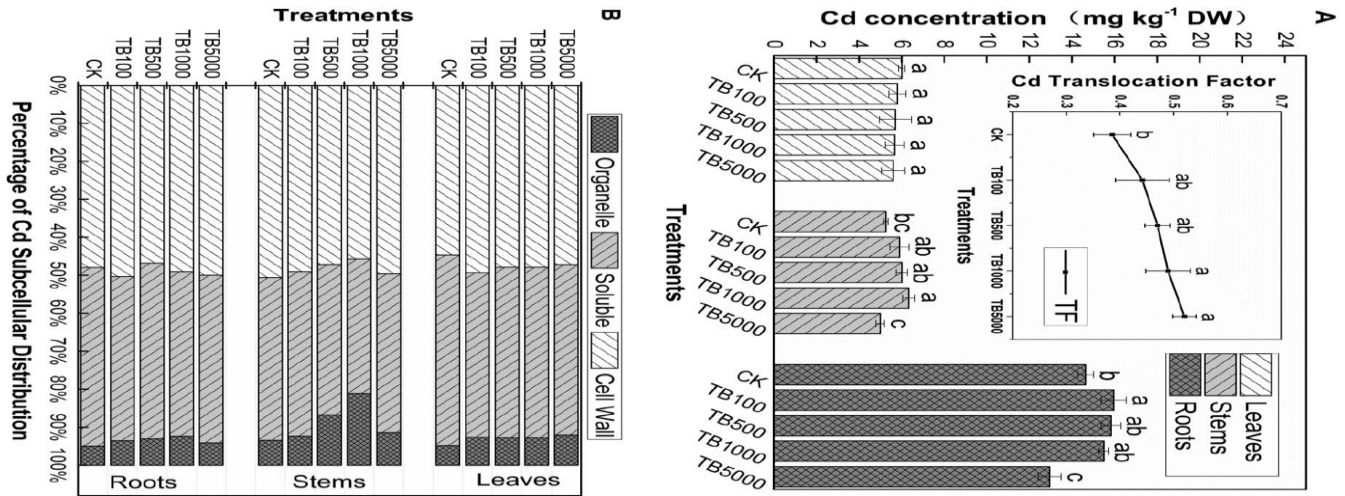 A
Cd concentration (mg kg⁻¹ DW)
24
22
20
18
16
14
12
10
8
6
4
2
0
Cd Translocation Factor
0.7
0.6
0.5
0.4
0.3
0.2
b
ab
ab
a
a
CK
TB100
TB500
TB1000
TB5000
Treatments
TF
Leaves
Stems
Roots
a
a
a
a
a
bc
ab
ab
a
c
b
a
ab
ab
c
CK
TB100
TB500
TB1000
TB5000
CK
TB100
TB500
TB1000
TB5000
CK
TB100
TB500
TB1000
TB5000
Treatments
B
Organelle
Soluble
Cell Wall
Treatments
TB5000
TB1000
TB500
TB100
CK
Leaves
TB5000
TB1000
TB500
TB100
CK
Stems
TB5000
TB1000
TB500
TB100
CK
Roots
0%
10%
20%
30%
40%
50%
60%
70%
80%
90%
100%
Percentage of Cd Subcellular Distribution